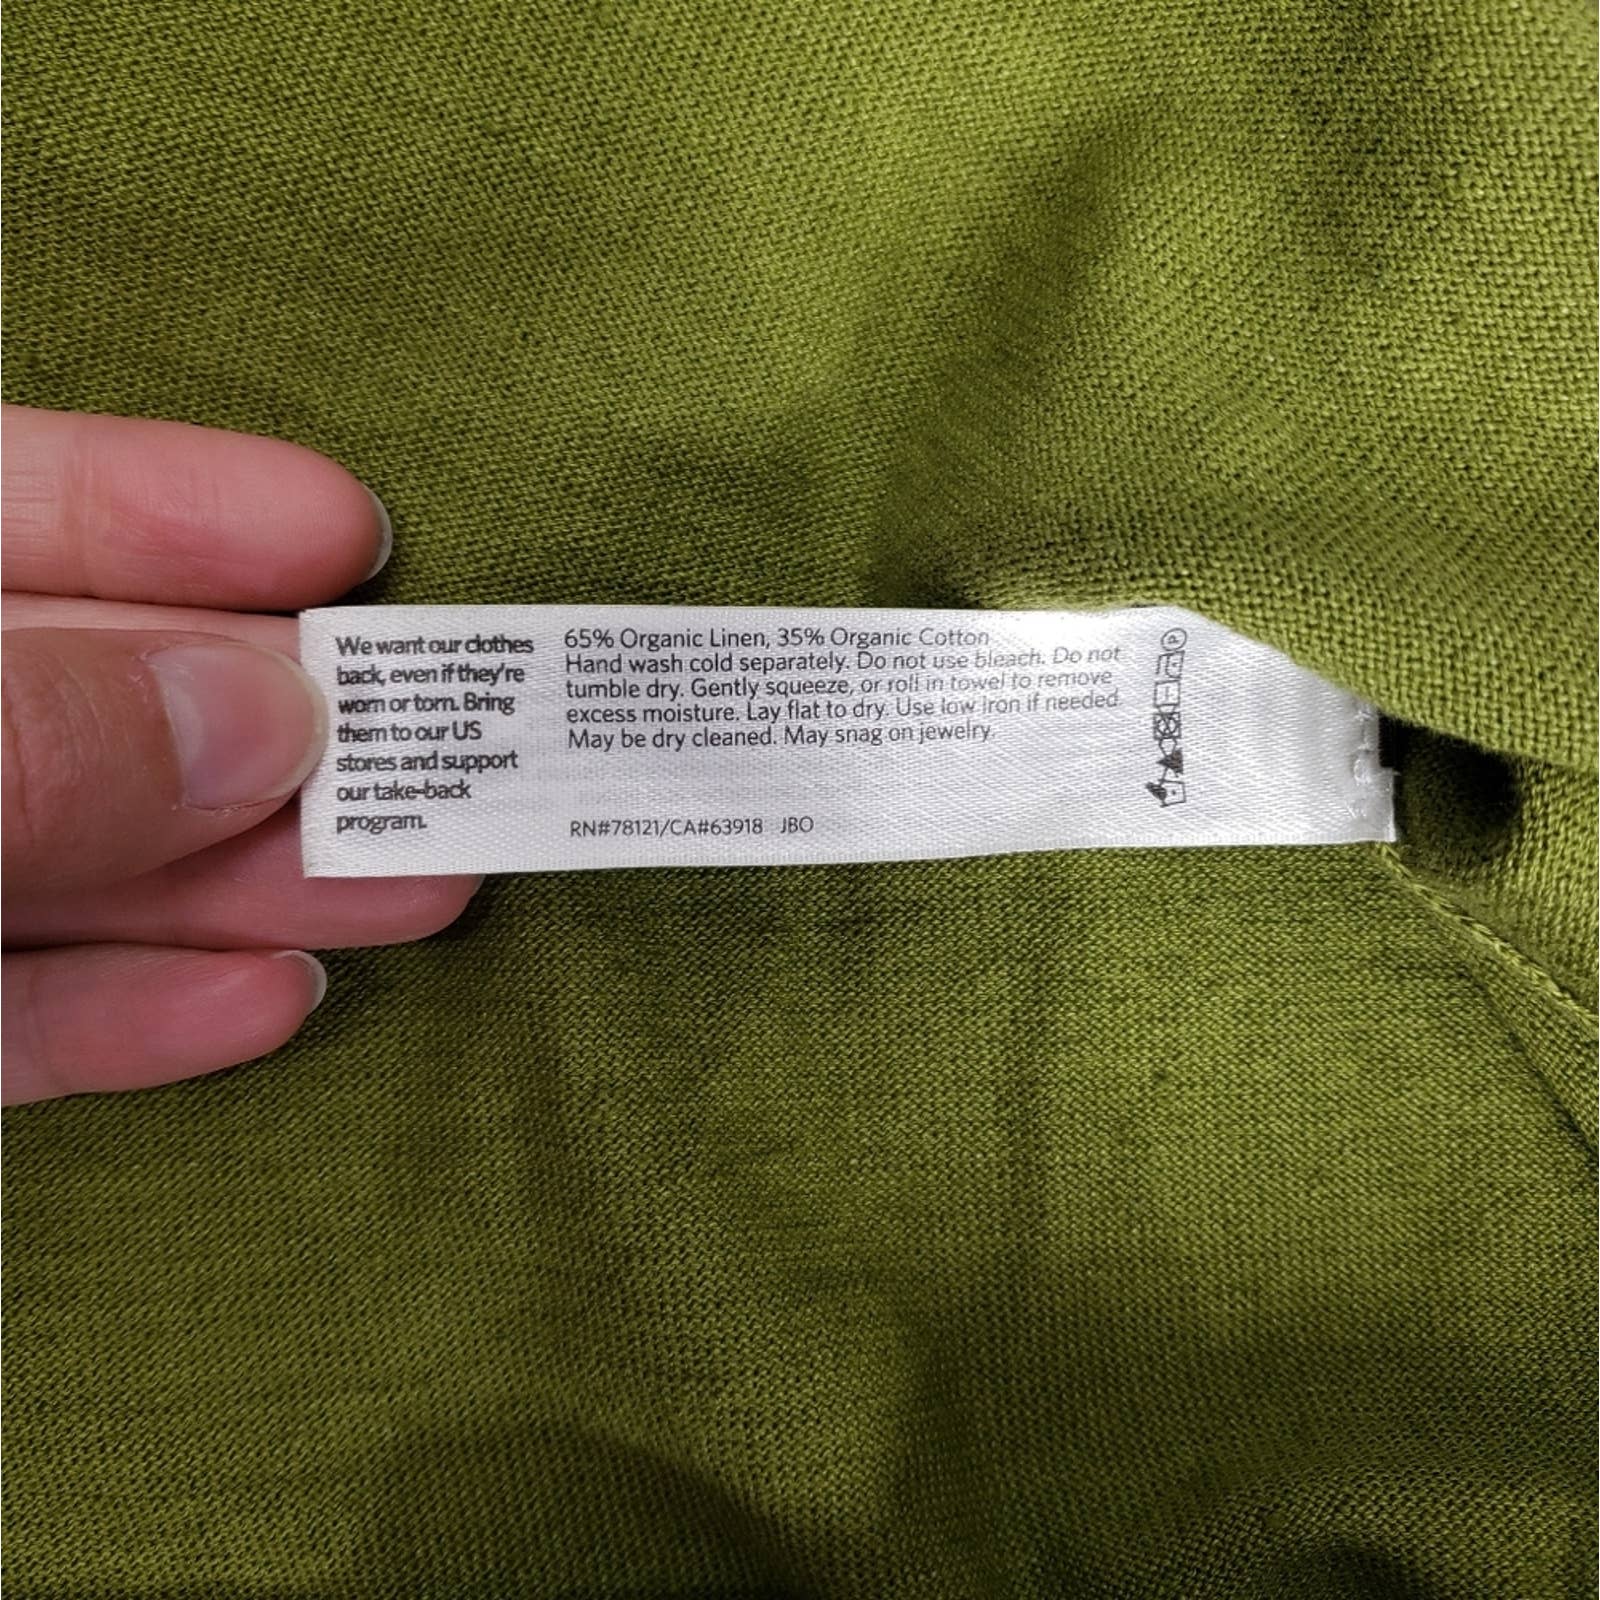 We want our clothes
back, even if they're
worn or torn. Bring
them to our US
stores and support
our take-back
program.
65% Organic Linen, 35% Organic Cotton
Hand wash cold separately. Do not use bleach. Do not
tumble dry. Gently squeeze, or roll in towel to remove
excess moisture. Lay flat to dry. Use low iron if needed.
May be dry cleaned. May snag on jewelry.
RN#78121/CA#63918 JBO
P